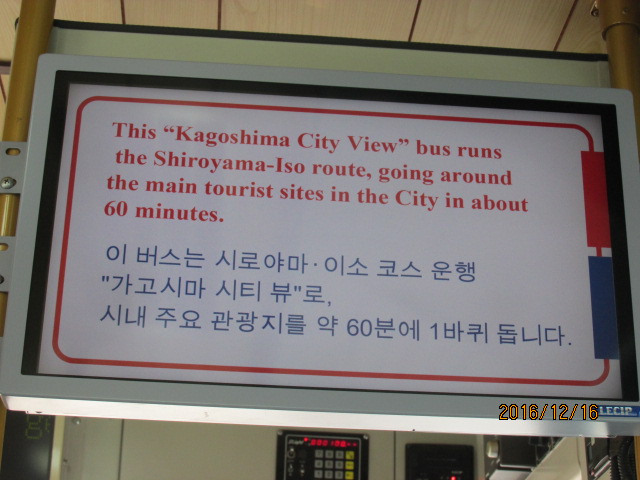 This “Kagoshima City View” bus runs
the Shiroyama-Iso route, going around
the main tourist sites in the City in about
60 minutes.
이 버스는 시로야마·이소 코스 운행
"가고시마 시티 뷰"로,
시내 주요 관광지를 약 60분에 1바퀴 돕니다.
2016/12/16
LECIP